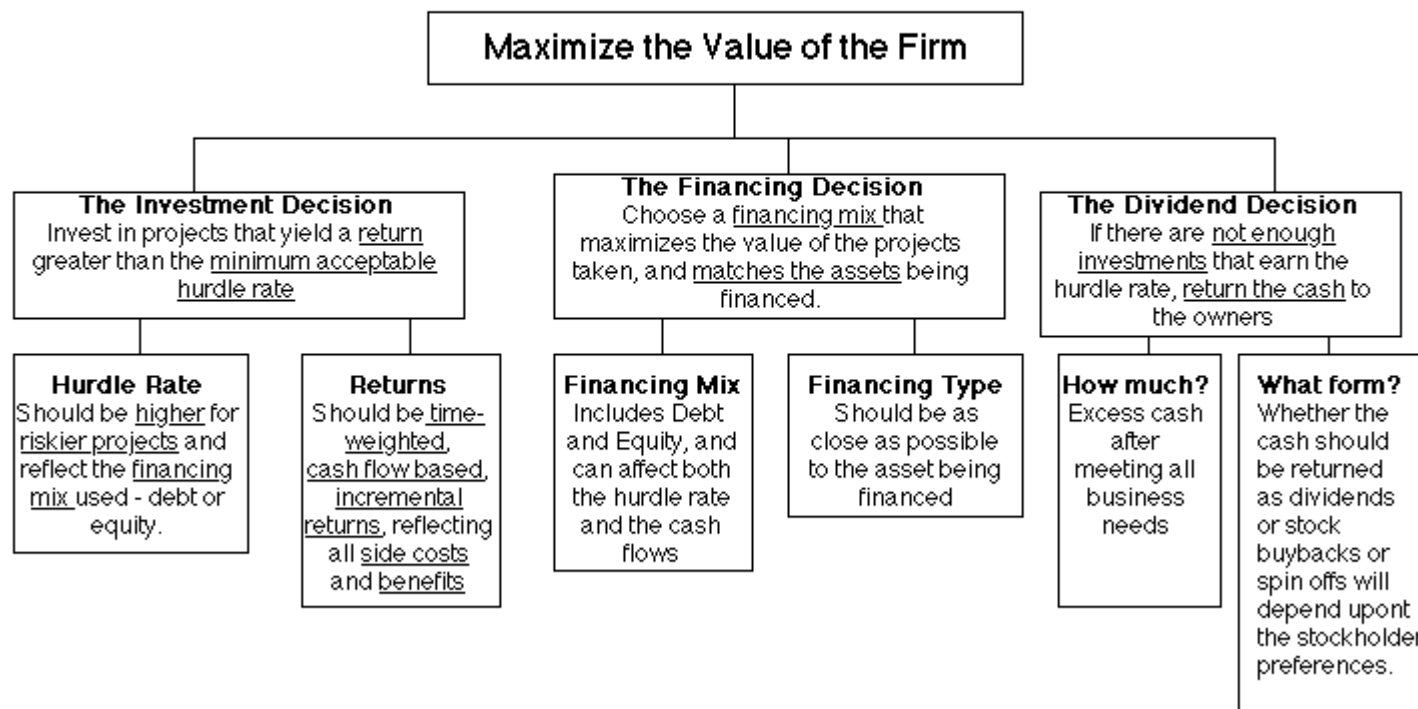 Maximize the Value of the Firm
The Investment Decision
Invest in projects that yield a return
greater than the minimum acceptable
hurdle rate
The Financing Decision
Choose a financing mix that
maximizes the value of the projects
taken, and matches the assets being
financed.
The Dividend Decision
If there are not enough
investments that earn the
hurdle rate, return the cash to
the owners
Hurdle Rate
Should be higher for
riskier projects and
reflect the financing
mix used - debt or
equity.
Returns
Should be time-
weighted,
cash flow based,
incremental
returns, reflecting
all side costs
and benefits
Financing Mix
Includes Debt
and Equity, and
can affect both
the hurdle rate
and the cash
flows
Financing Type
Should be as
close as possible
to the asset being
financed
How much?
Excess cash
after
meeting all
business
needs
What form?
Whether the
cash should
be returned
as dividends
or stock
buybacks or
spin offs will
depend upont
the stockholder
preferences.